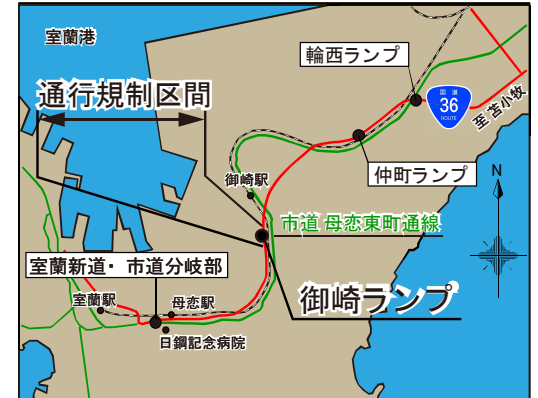 室蘭港
輪西ランプ
通行規制区間
国道
36
ROUTE
至 苫小牧
仲町ランプ
御崎駅
N
市道 母恋東町通線
室蘭新道・市道分岐部
御崎ランプ
室蘭駅
母恋駅
日鋼記念病院